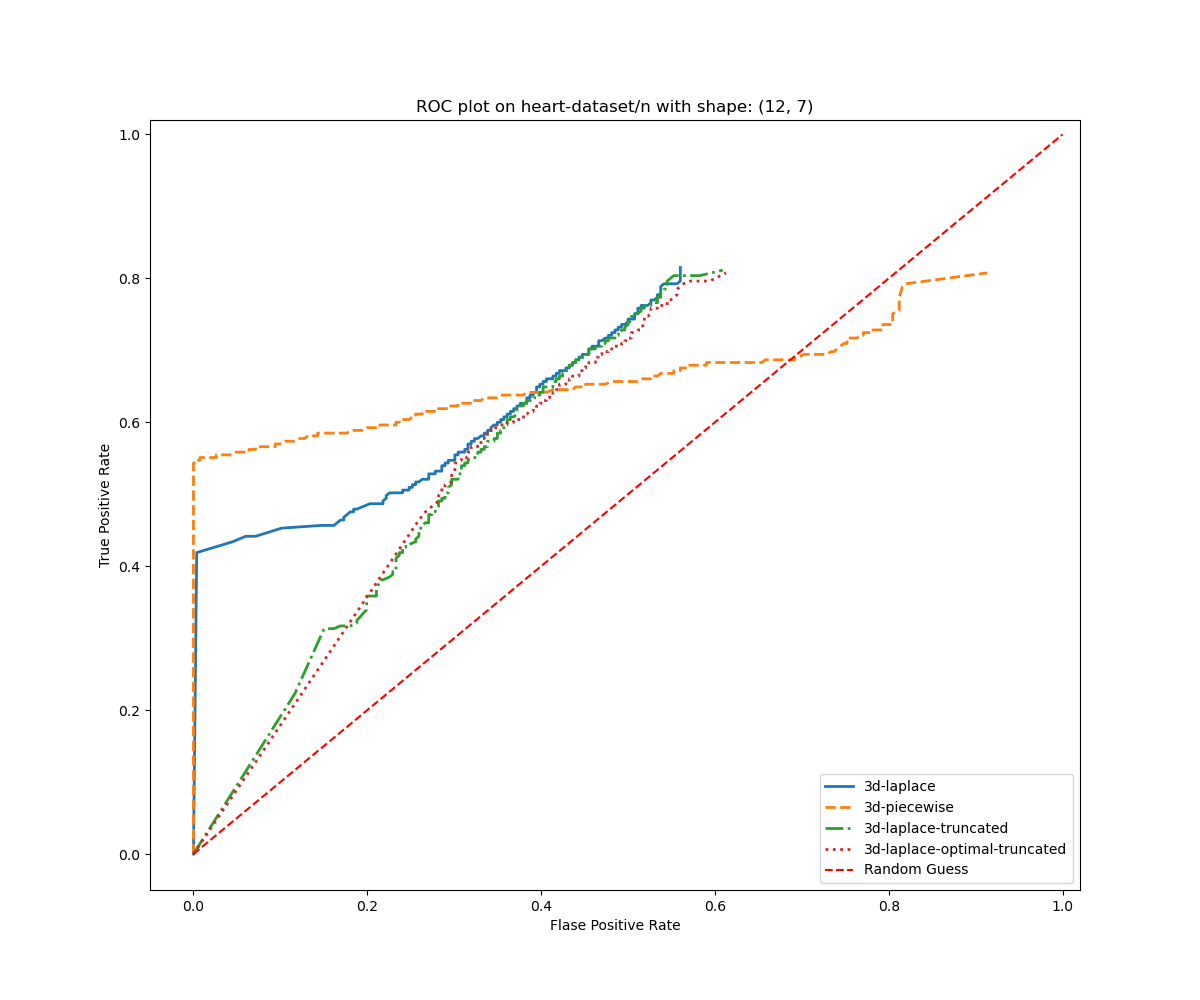 ROC plot on heart-dataset/n with shape: (12, 7)
True Positive Rate
1.0
0.8
0.6
0.4
0.2
0.0
0.0 0.2 0.4 0.6 0.8 1.0
Flase Positive Rate
3d-laplace
3d-piecewise
3d-laplace-truncated
3d-laplace-optimal-truncated
Random Guess